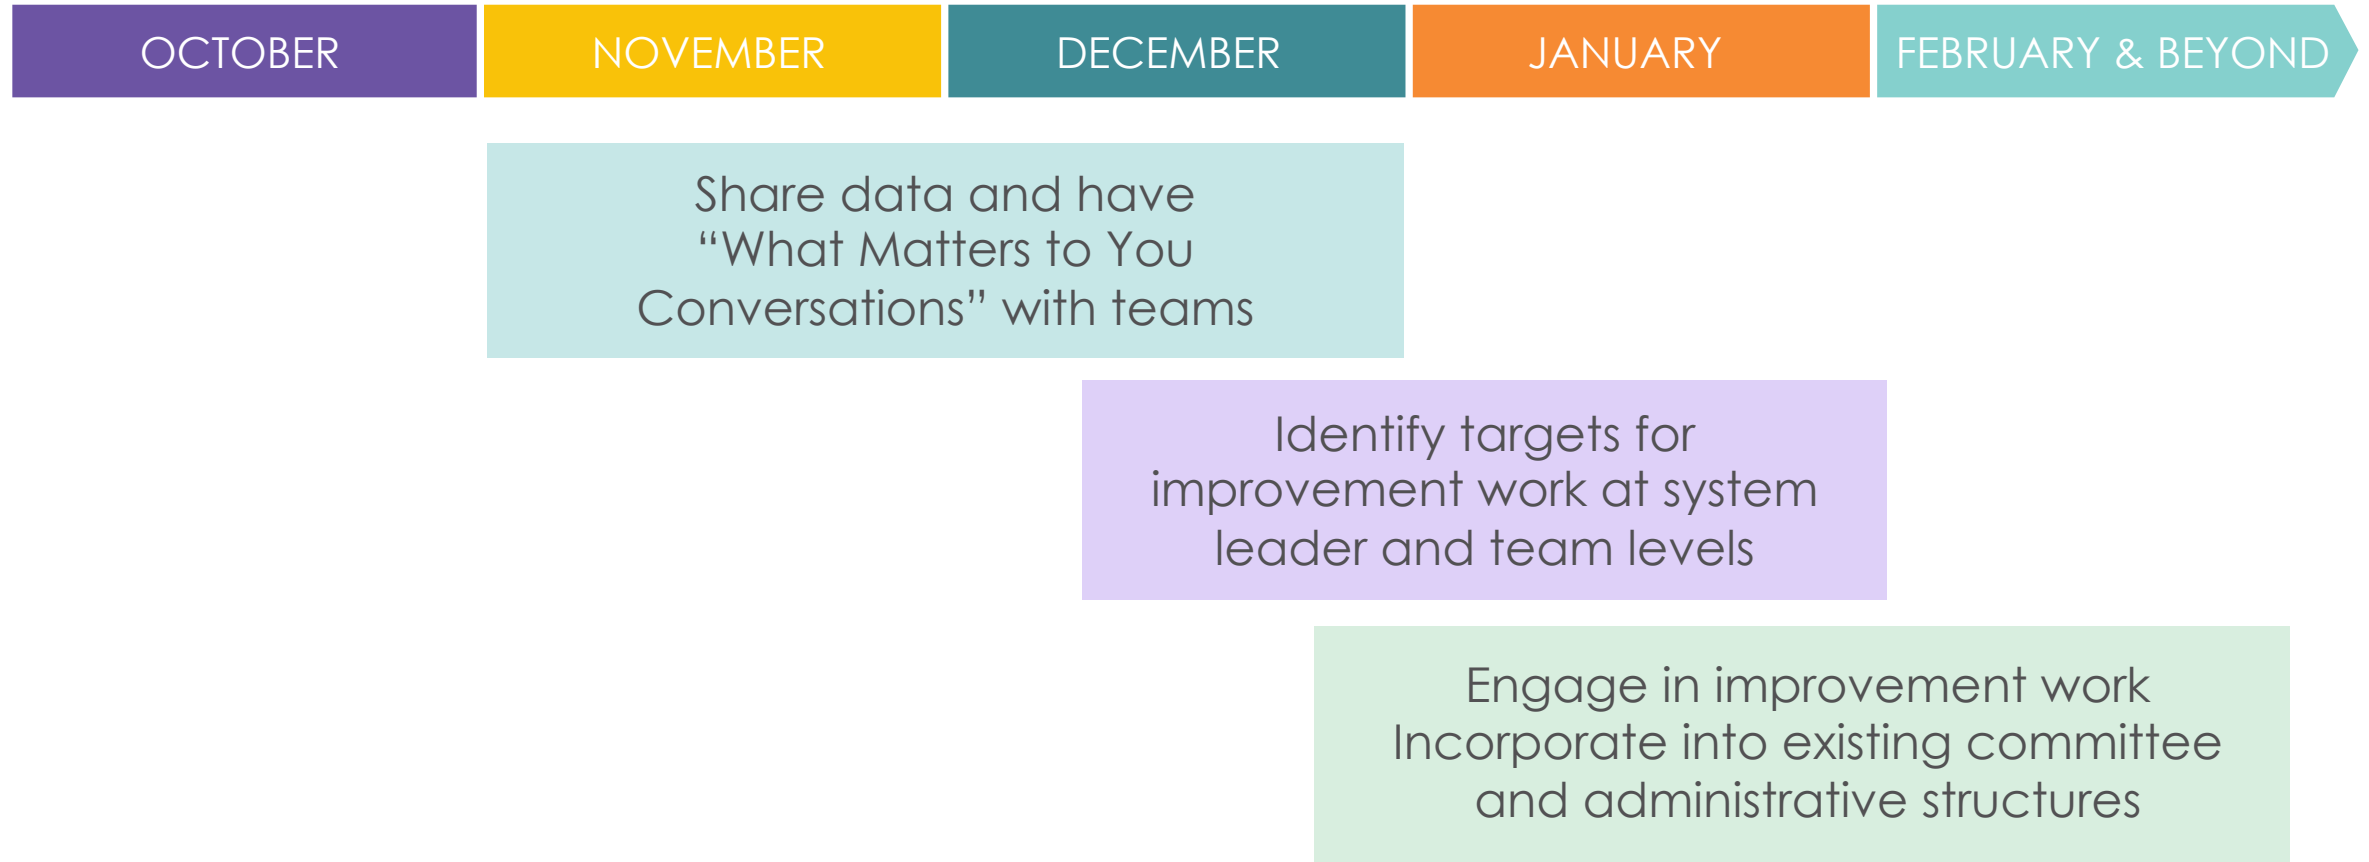 OCTOBER
NOVEMBER
DECEMBER
JANUARY
FEBRUARY & BEYOND
Share data and have
“What Matters to You
Conversations” with teams
Identify targets for
improvement work at system
leader and team levels
Engage in improvement work
Incorporate into existing committee
and administrative structures